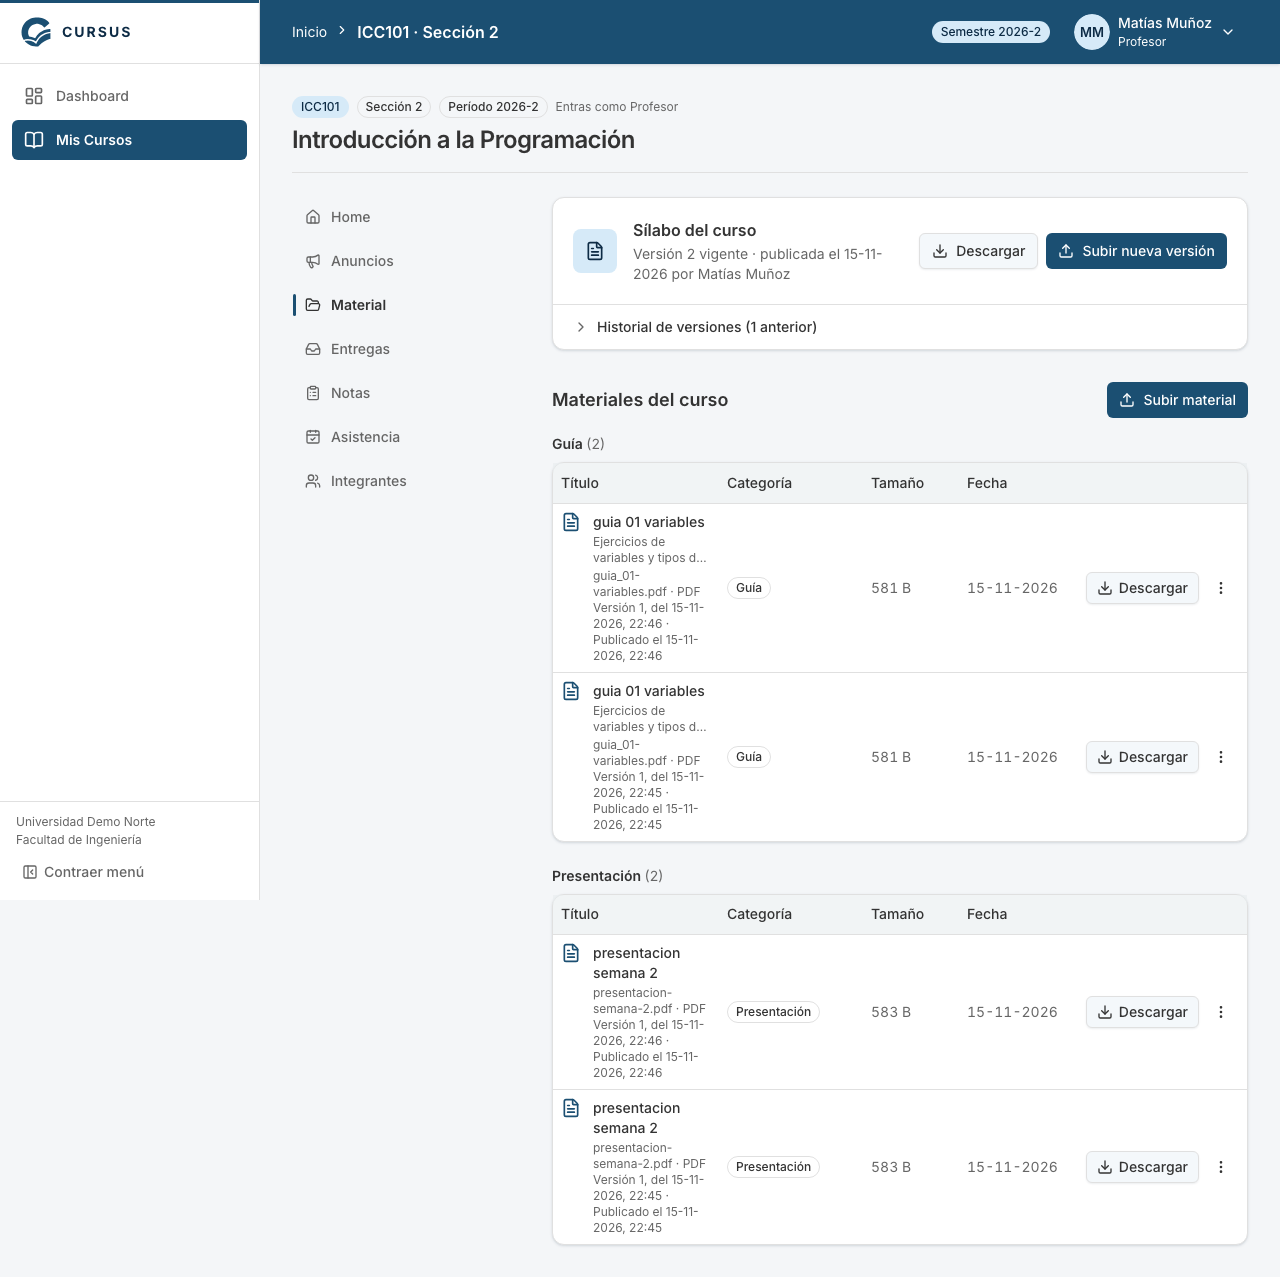 CURSUS
Inicio
ICC101 · Sección 2
Semestre 2026-2
MM
Matías Muñoz
Profesor
Dashboard
Mis Cursos
ICC101
Sección 2
Período 2026-2
Entras como Profesor
Introducción a la Programación
Home
Anuncios
Material
Entregas
Notas
Asistencia
Integrantes
Sílabo del curso
Versión 2 vigente · publicada el 15-11-
2026 por Matías Muñoz
Descargar
Subir nueva versión
Historial de versiones (1 anterior)
Materiales del curso
Subir material
Guía (2)
Título
Categoría
Tamaño
Fecha
guia 01 variables
Ejercicios de
variables y tipos d...
guia_01-
variables.pdf · PDF
Versión 1, del 15-11-
2026, 22:46 ·
Publicado el 15-11-
2026, 22:46
Guía
581 B
15-11-2026
Descargar
guia 01 variables
Ejercicios de
variables y tipos d...
guia_01-
variables.pdf · PDF
Versión 1, del 15-11-
2026, 22:45 ·
Publicado el 15-11-
2026, 22:45
Guía
581 B
15-11-2026
Descargar
Presentación (2)
Título
Categoría
Tamaño
Fecha
presentacion
semana 2
presentacion-
semana-2.pdf · PDF
Versión 1, del 15-11-
2026, 22:46 ·
Publicado el 15-11-
2026, 22:46
Presentación
583 B
15-11-2026
Descargar
presentacion
semana 2
presentacion-
semana-2.pdf · PDF
Versión 1, del 15-11-
2026, 22:45 ·
Publicado el 15-11-
2026, 22:45
Presentación
583 B
15-11-2026
Descargar
Universidad Demo Norte
Facultad de Ingeniería
Contraer menú